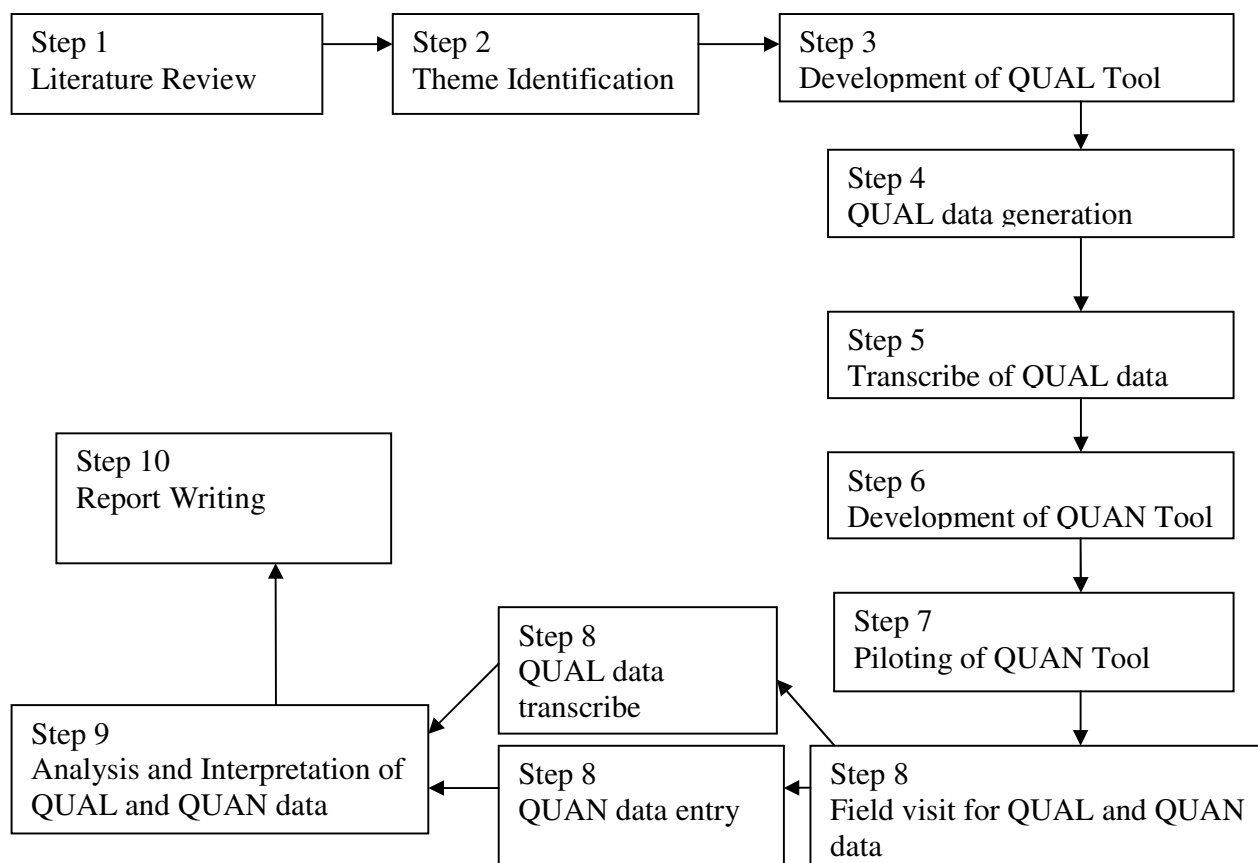 Step 1
Literature Review
Step 2
Theme Identification
Step 3
Development of QUAL Tool
Step 4
QUAL data generation
Step 5
Transcribe of QUAL data
Step 6
Development of QUAN Tool
Step 7
Piloting of QUAN Tool
Step 8
Field visit for QUAL and QUAN
data
Step 8
QUAL data
transcribe
Step 8
QUAN data entry
Step 9
Analysis and Interpretation of
QUAL and QUAN data
Step 10
Report Writing